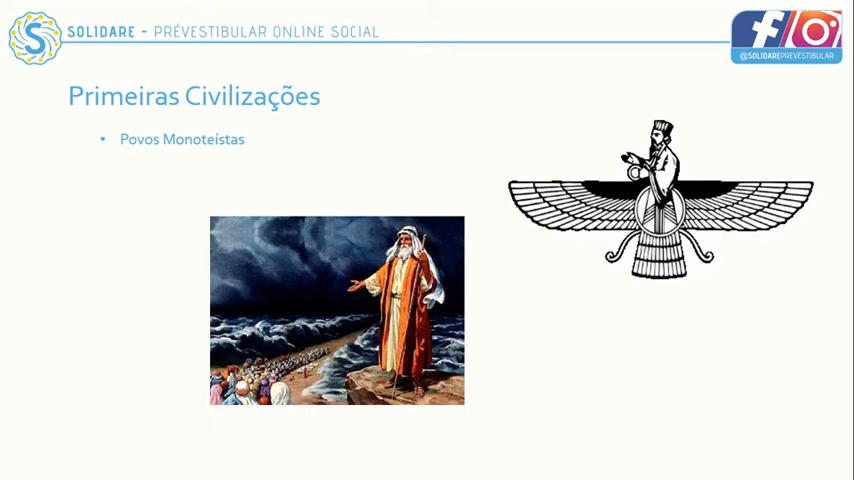 SOLIDARE - PRÉVESTIBULAR ONLINE SOCIAL
@SOLIDAREPREVESTIBULAR
Primeiras Civilizações
• Povos Monoteístas